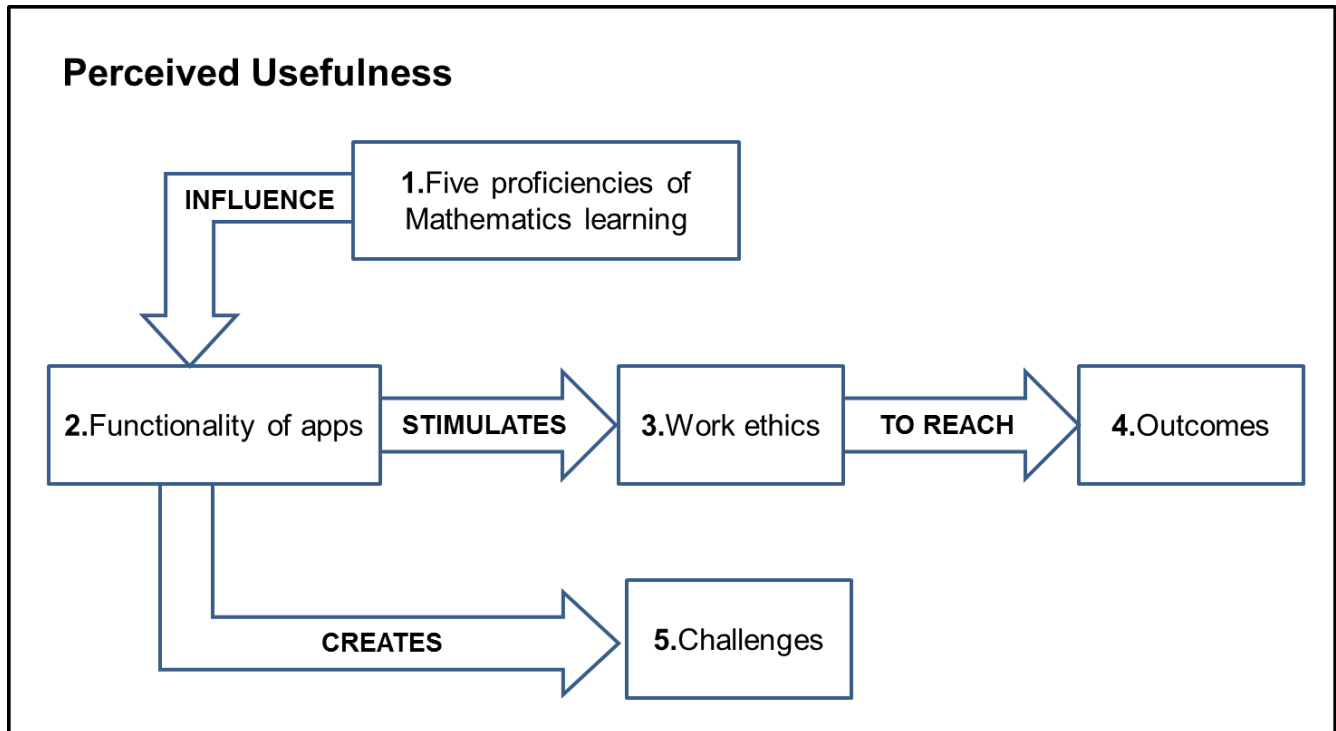 Perceived Usefulness
1.Five proficiencies of
Mathematics learning
INFLUENCE
2.Functionality of apps
STIMULATES
3.Work ethics
TO REACH
4.Outcomes
CREATES
5.Challenges